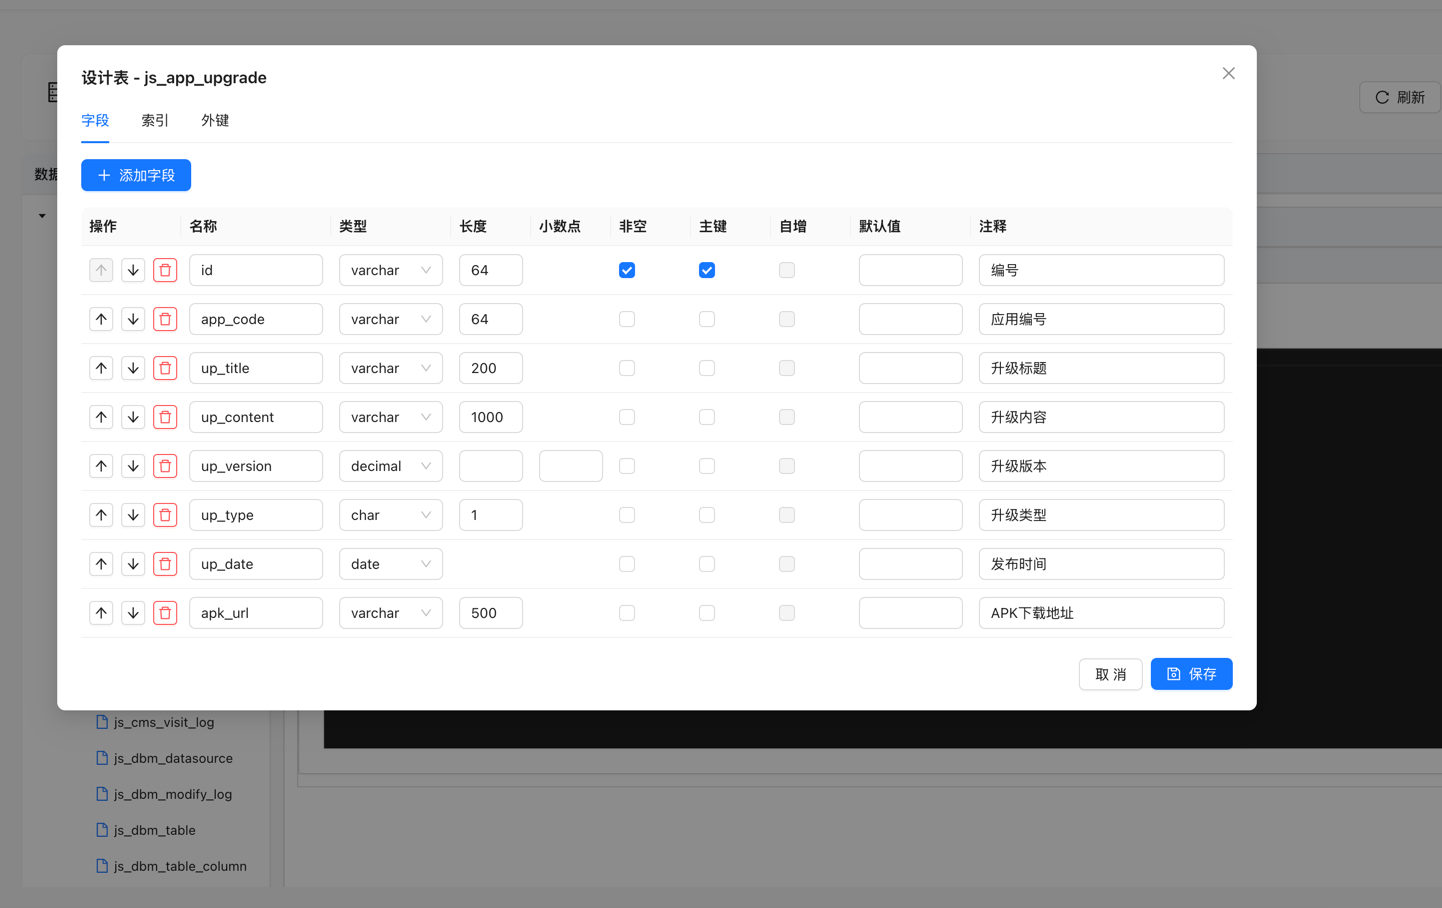 设计表 - js_app_upgrade
刷新
字段 索引 外键
数据
添加字段
操作 名称 类型 长度 小数点 非空 主键 自增 默认值 注释
id varchar 64 编号
app_code varchar 64 应用编号
up_title varchar 200 升级标题
up_content varchar 1000 升级内容
up_version decimal 升级版本
up_type char 1 升级类型
up_date date 发布时间
apk_url varchar 500 APK下载地址
取 消 保存
js_cms_visit_log
js_dbm_datasource
js_dbm_modify_log
js_dbm_table
js_dbm_table_column